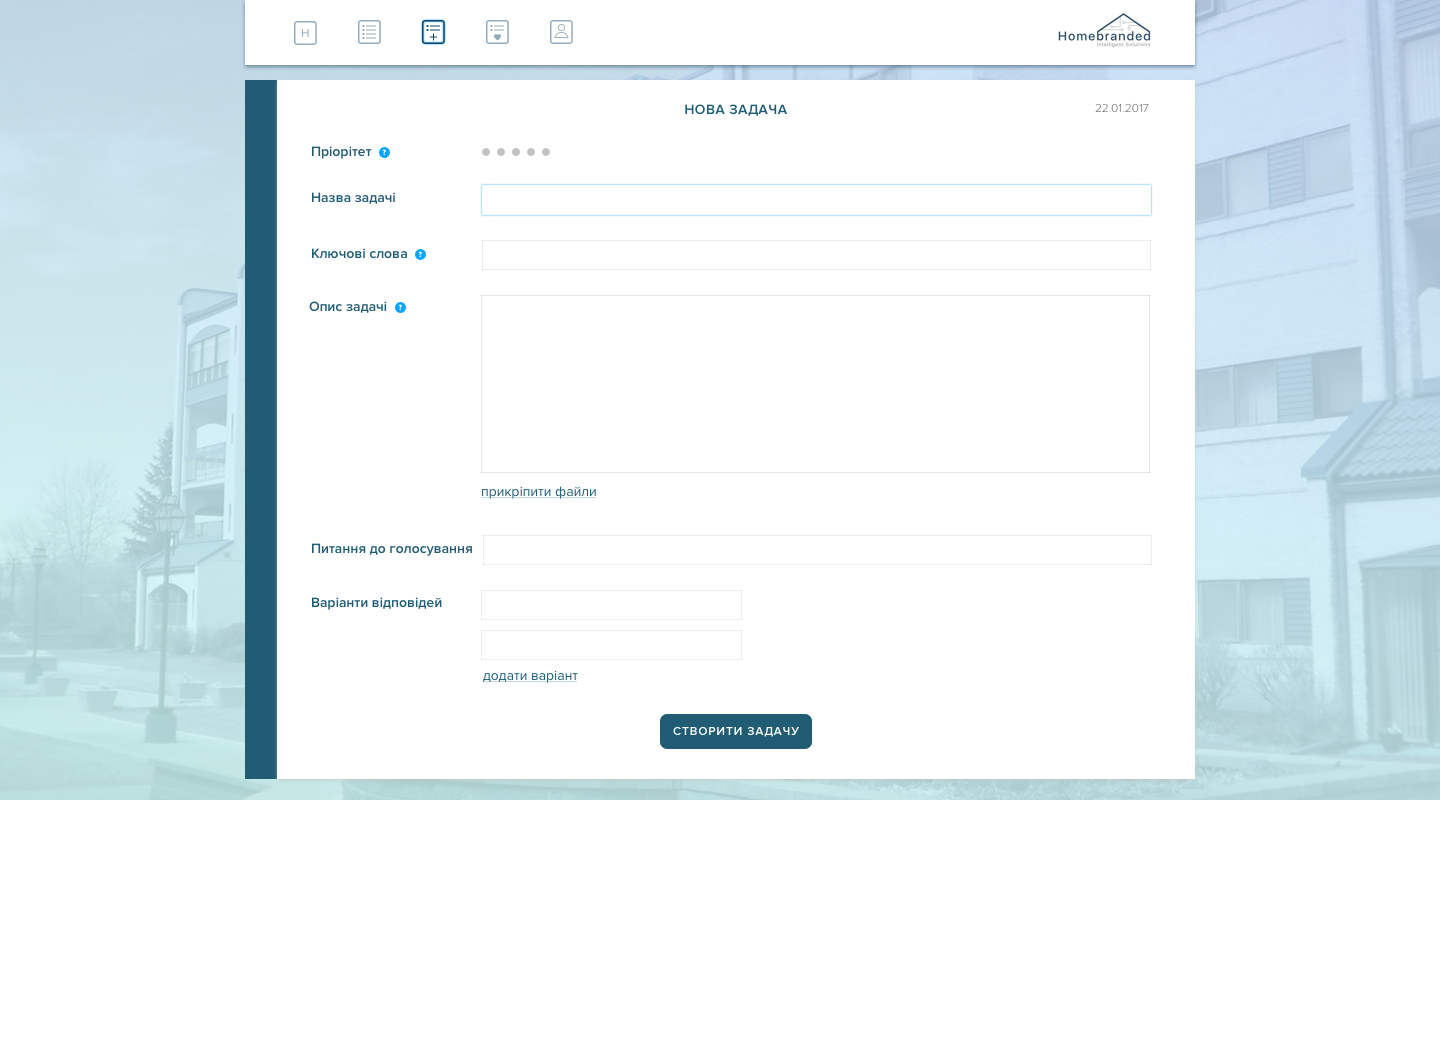 H
Homebranded
Intelligent Solutions
НОВА ЗАДАЧА
22.01.2017
Пріорітет ?
Назва задачі
Ключові слова ?
Опис задачі ?
прикріпити файли
Питання до голосування
Варіанти відповідей
додати варіант
СТВОРИТИ ЗАДАЧУ